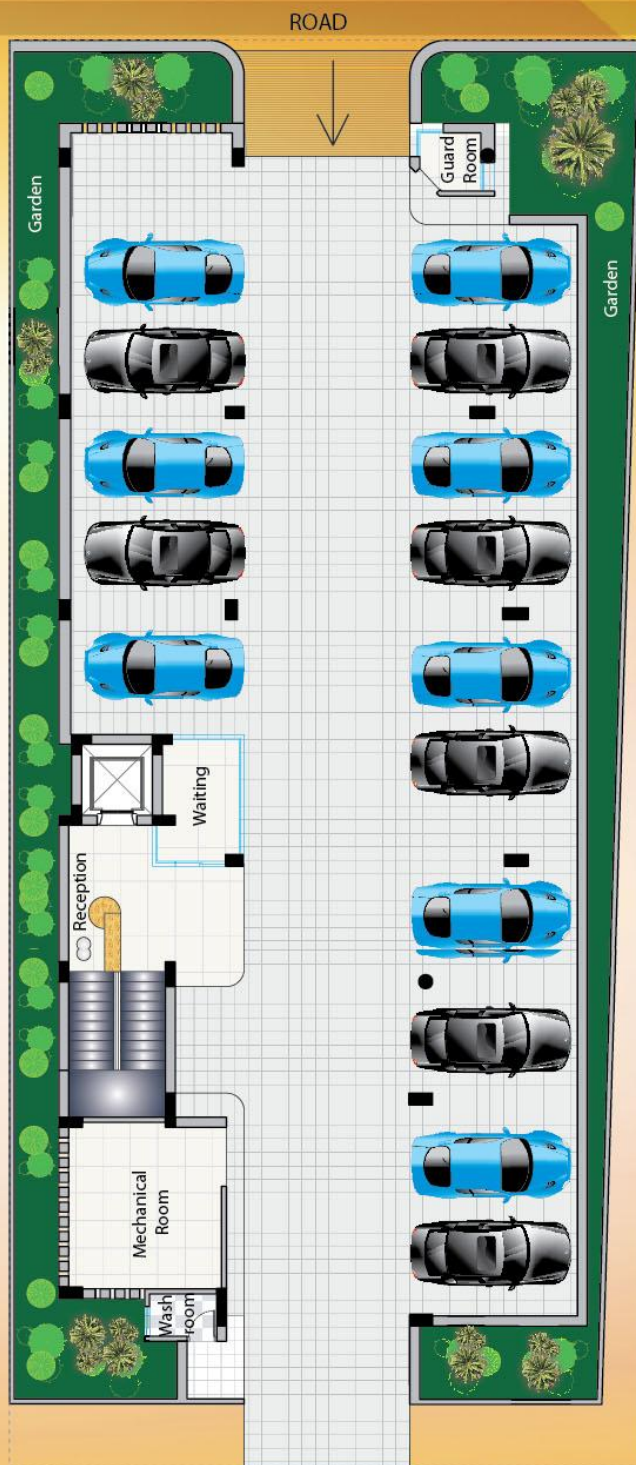 ROAD
Guard
Room
Garden
Garden
Waiting
Reception
Mechanical
Room
Wash
room